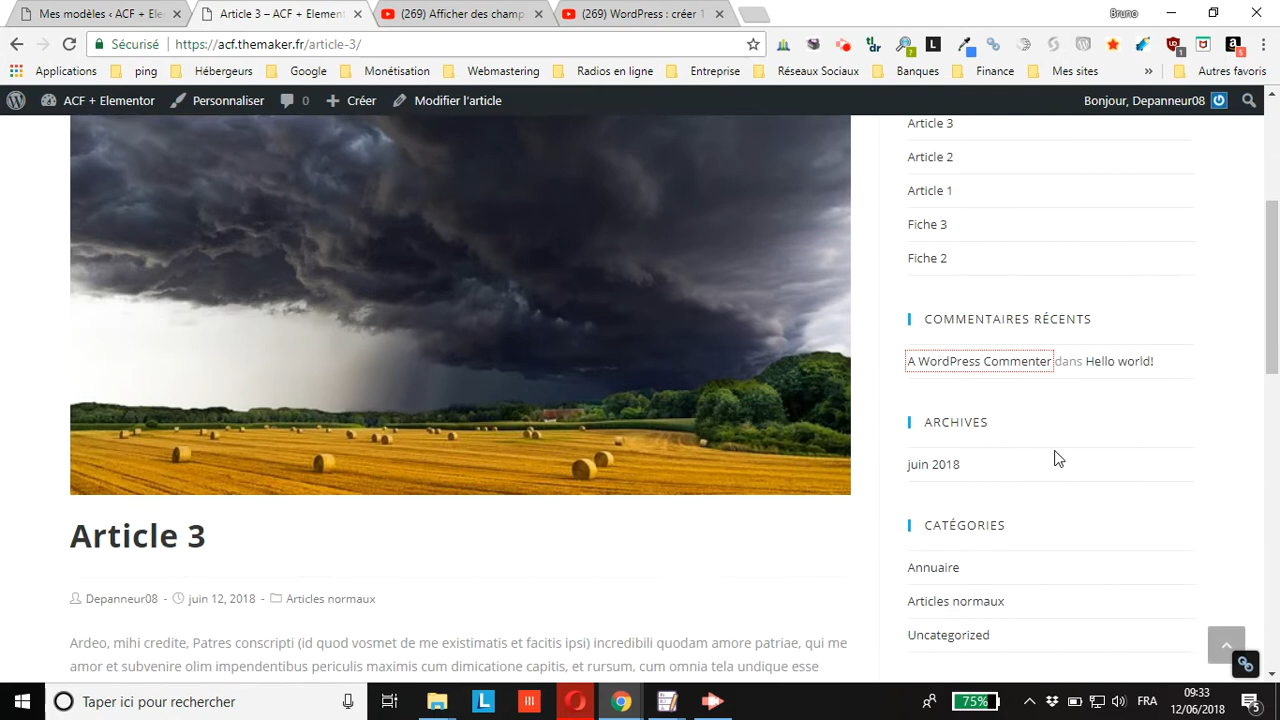 Mes modèles ‹ ACF + Ele
Article 3 – ACF + Element
(269) Afficher des champ
(269) WordPress : créer 1
Bruno
Sécurisé
https://acf.themaker.fr/article-3/
Applications
ping
Hébergeurs
Google
Monétisation
Webmastering
Radios en ligne
Entreprise
Réseaux Sociaux
Banques
Finance
Mes sites
»
Autres favoris
ACF + Elementor
Personnaliser
0
Créer
Modifier l'article
Bonjour, Depanneur08
Article 3
Article 2
Article 1
Fiche 3
Fiche 2
COMMENTAIRES RÉCENTS
A WordPress Commenter dans Hello world!
ARCHIVES
juin 2018
CATÉGORIES
Annuaire
Articles normaux
Uncategorized
Article 3
Depanneur08 - juin 12, 2018 - Articles normaux
Ardeo, mihi credite, Patres conscripti (id quod vosmet de me existimatis et facitis ipsi) incredibili quodam amore patriae, qui me
amor et subvenire olim impendentibus periculis maximis cum dimicatione capitis, et rursum, cum omnia tela undique esse
Taper ici pour rechercher
75%
FRA
09:33
12/06/2018
5